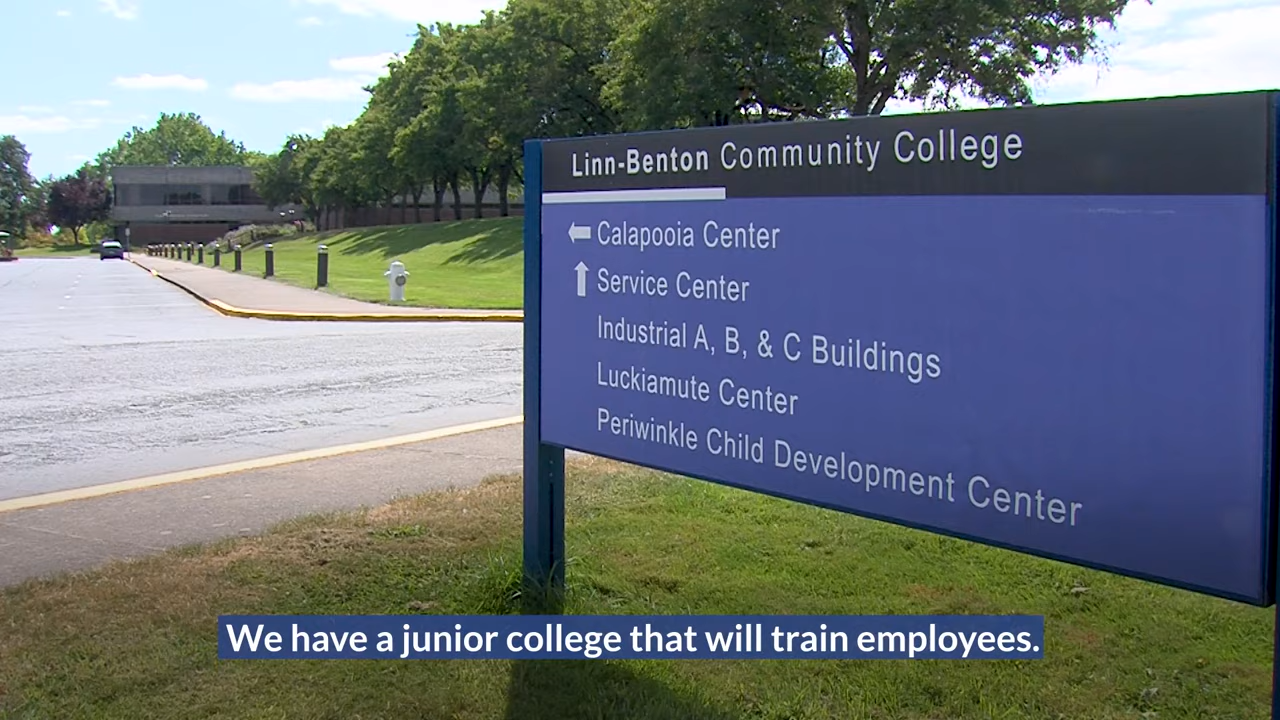 Linn-Benton Community College
Calapooia Center
Service Center
Industrial A, B, & C Buildings
Luckiamute Center
Periwinkle Child Development Center
We have a junior college that will train employees.